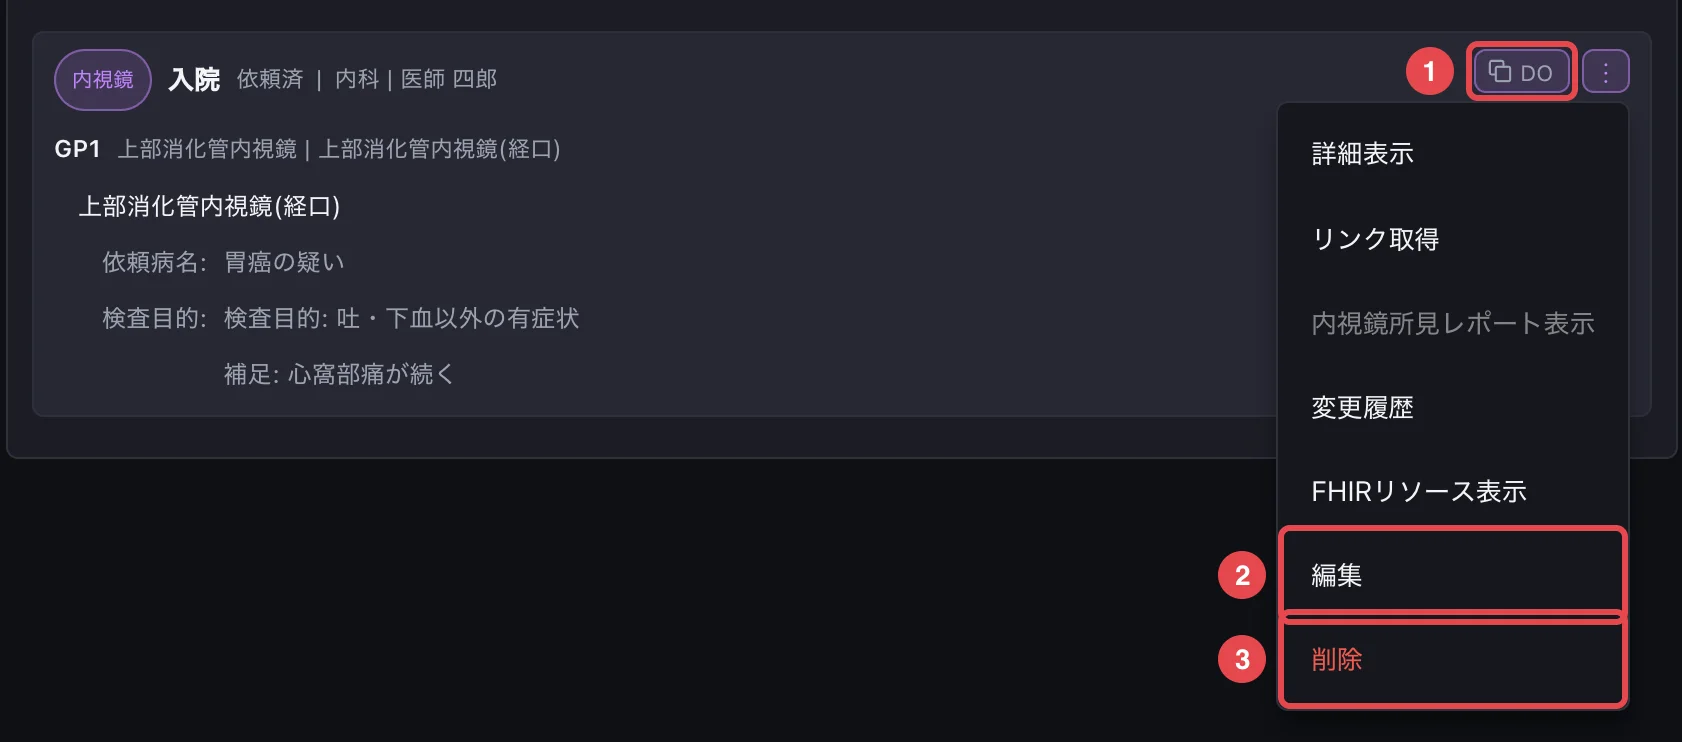 内視鏡 入院 依頼済 | 内科 | 医師 四郎 1 DO
GP1 上部消化管内視鏡 | 上部消化管内視鏡(経口)
上部消化管内視鏡(経口)
依頼病名: 胃癌の疑い
検査目的: 検査目的: 吐・下血以外の有症状
補足: 心窩部痛が続く
詳細表示
リンク取得
内視鏡所見レポート表示
変更履歴
FHIRリソース表示
2 編集
3 削除